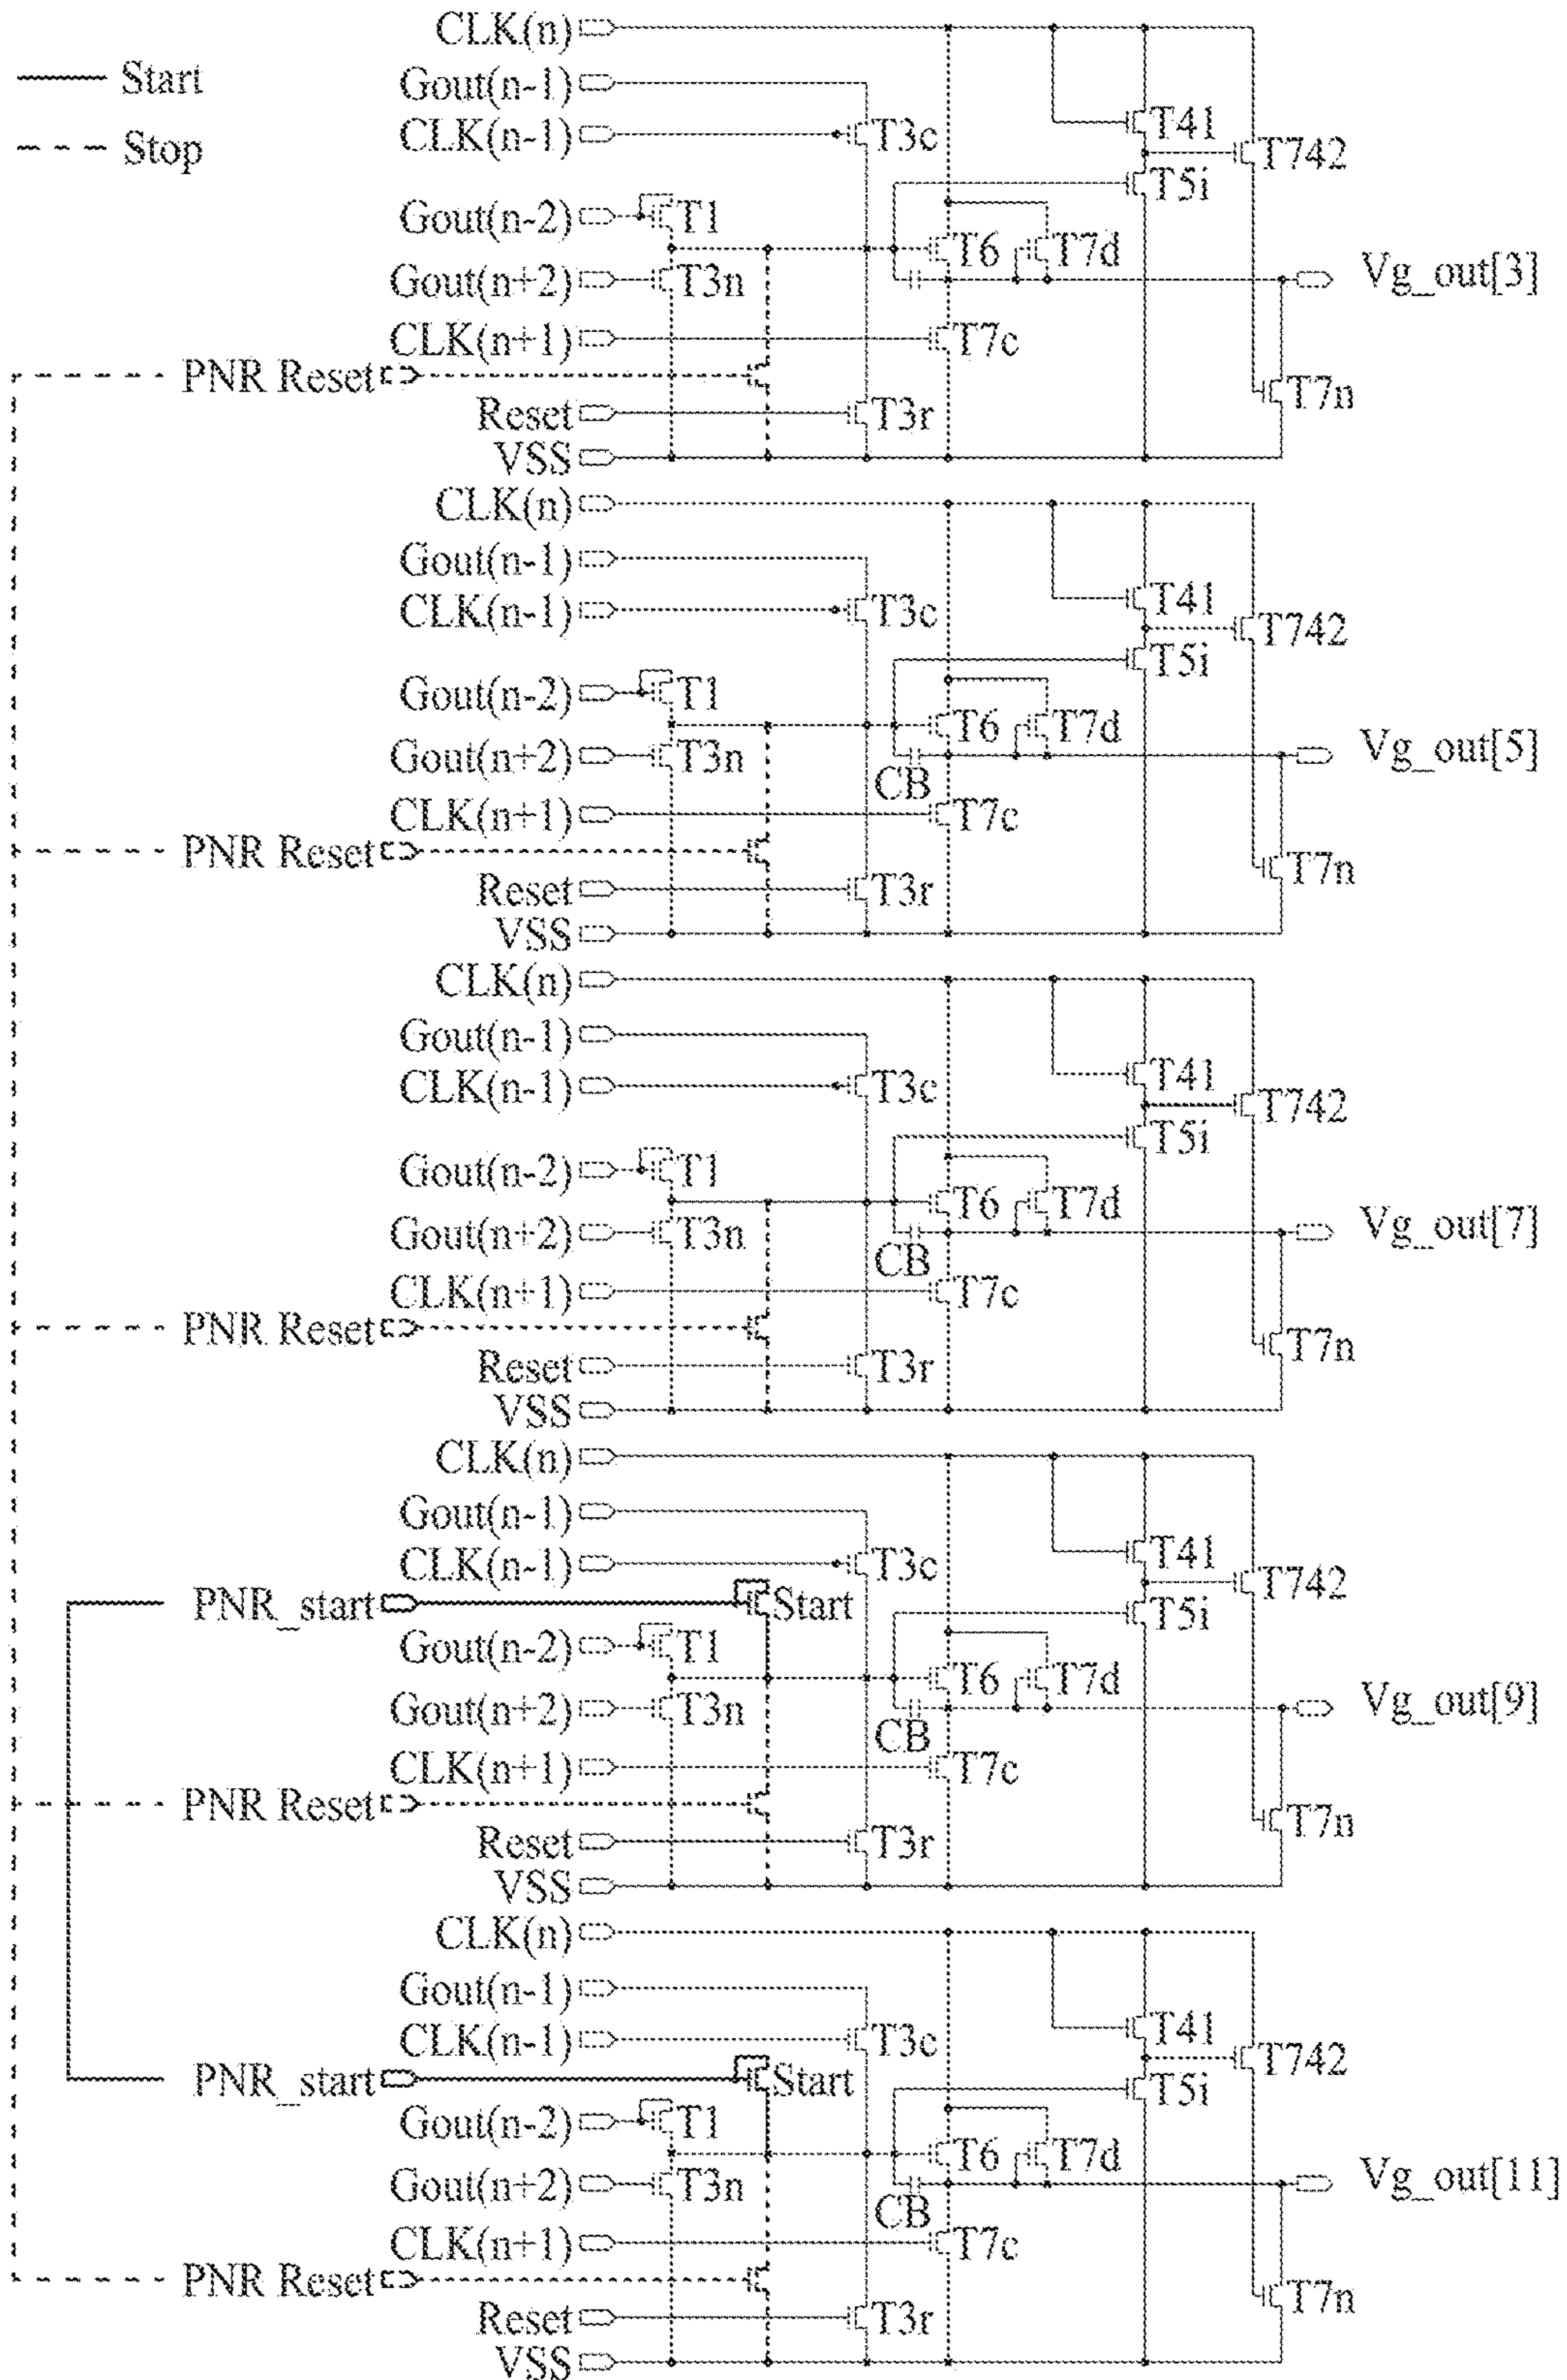 CLK(n)
Start
Gout(n-1)
T41
CLK(n-1)
T3c
Stop
T742
T5i
Gout(n-2)
T1
T6
T7d
Vg_out[3]
Gout(n+2)
T3n
CLK(n+1)
T7c
PNR Reset
T7n
Reset
T3r
VSS
CLK(n)
Gout(n-1)
T41
CLK(n-1)
T3c
T742
T5i
Gout(n-2)
T1
T6
T7d
Vg_out[5]
Gout(n+2)
T3n
CB
CLK(n+1)
T7c
PNR Reset
T7n
Reset
T3r
VSS
CLK(n)
Gout(n-1)
T41
CLK(n-1)
T3c
T742
T5i
Gout(n-2)
T1
T6
T7d
Vg_out[7]
Gout(n+2)
T3n
CB
CLK(n+1)
T7c
PNR Reset
T7n
Reset
T3r
VSS
CLK(n)
Gout(n-1)
T41
CLK(n-1)
T3c
T742
PNR_start
Start
T5i
Gout(n-2)
T1
T6
T7d
Vg_out[9]
Gout(n+2)
T3n
CB
CLK(n+1)
T7c
PNR Reset
T7n
Reset
T3r
VSS
CLK(n)
Gout(n-1)
T41
CLK(n-1)
T3c
T742
PNR_start
Start
T5i
Gout(n-2)
T1
T6
T7d
Vg_out[11]
Gout(n+2)
T3n
CB
CLK(n+1)
T7c
PNR Reset
T7n
Reset
T3r
VSS